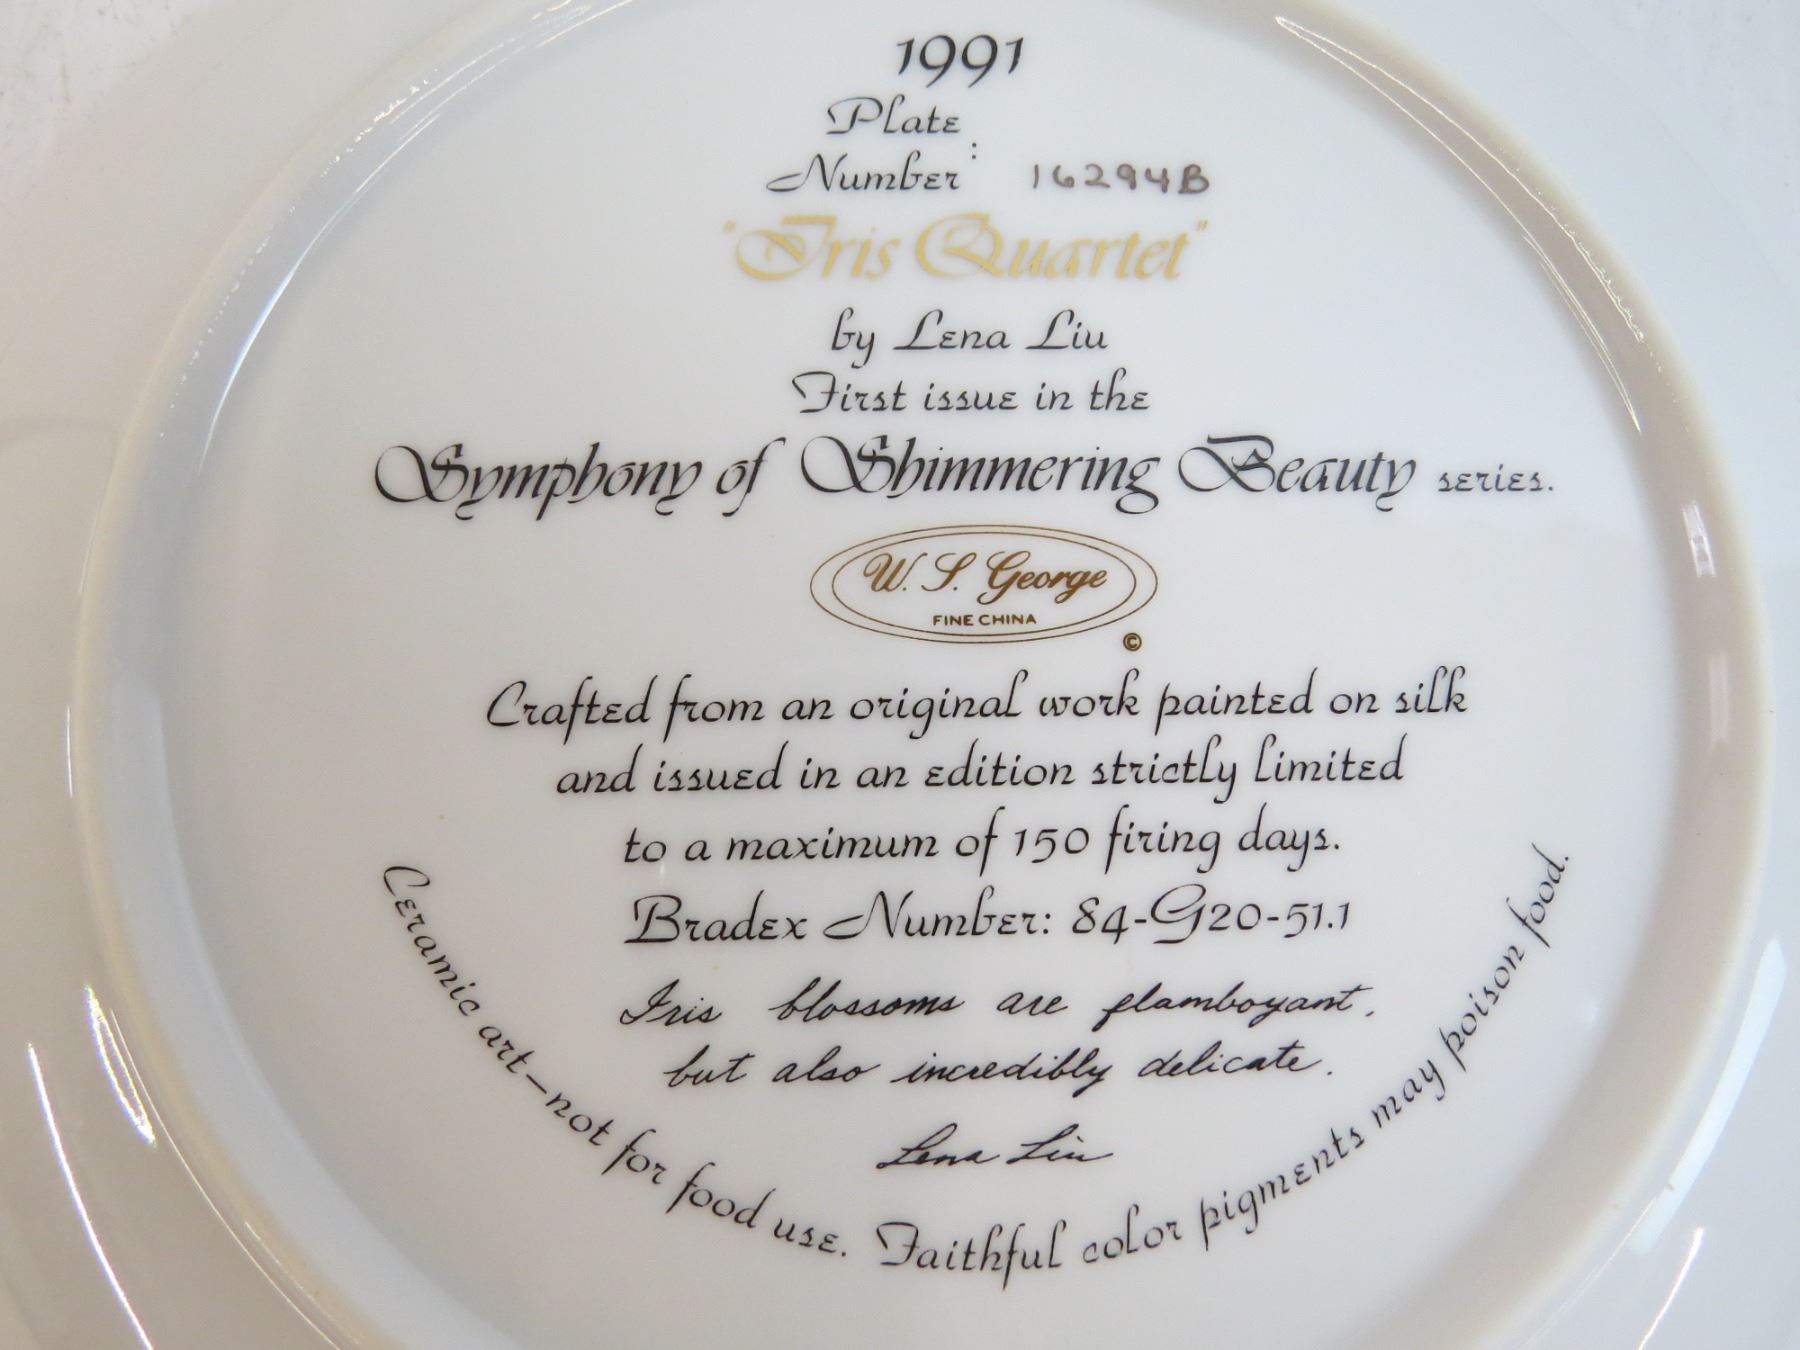 1991
Plate
Number : 16294B
"Iris Quartet"
by Lena Liu
First issue in the
Symphony of Shimmering Beauty series.
W. S. George
FINE CHINA
©
Crafted from an original work painted on silk
and issued in an edition strictly limited
to a maximum of 150 firing days.
Bradex Number: 84-G20-51.1
Iris blossoms are flamboyant,
but also incredibly delicate.
Lena Liu
Ceramic art—not for food use. Faithful color pigments may poison food.